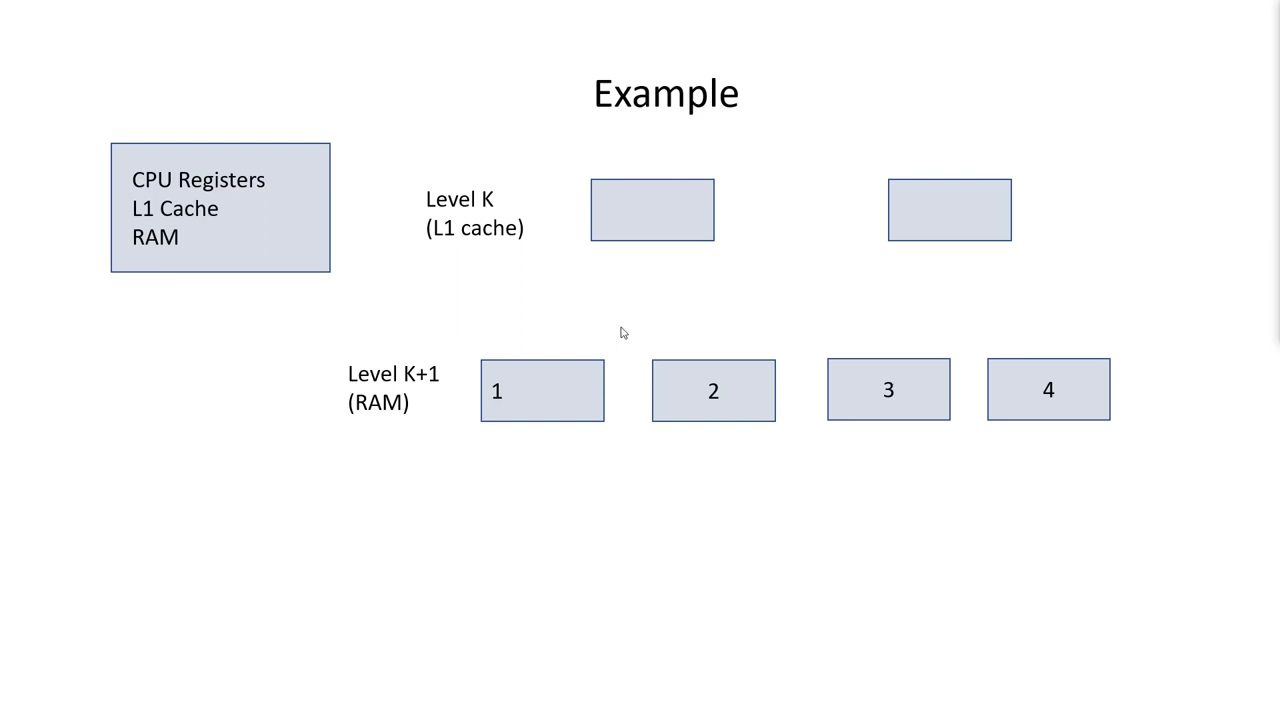 Example
CPU Registers
L1 Cache
RAM
Level K
(L1 cache)
Level K+1
(RAM)
1
2
3
4